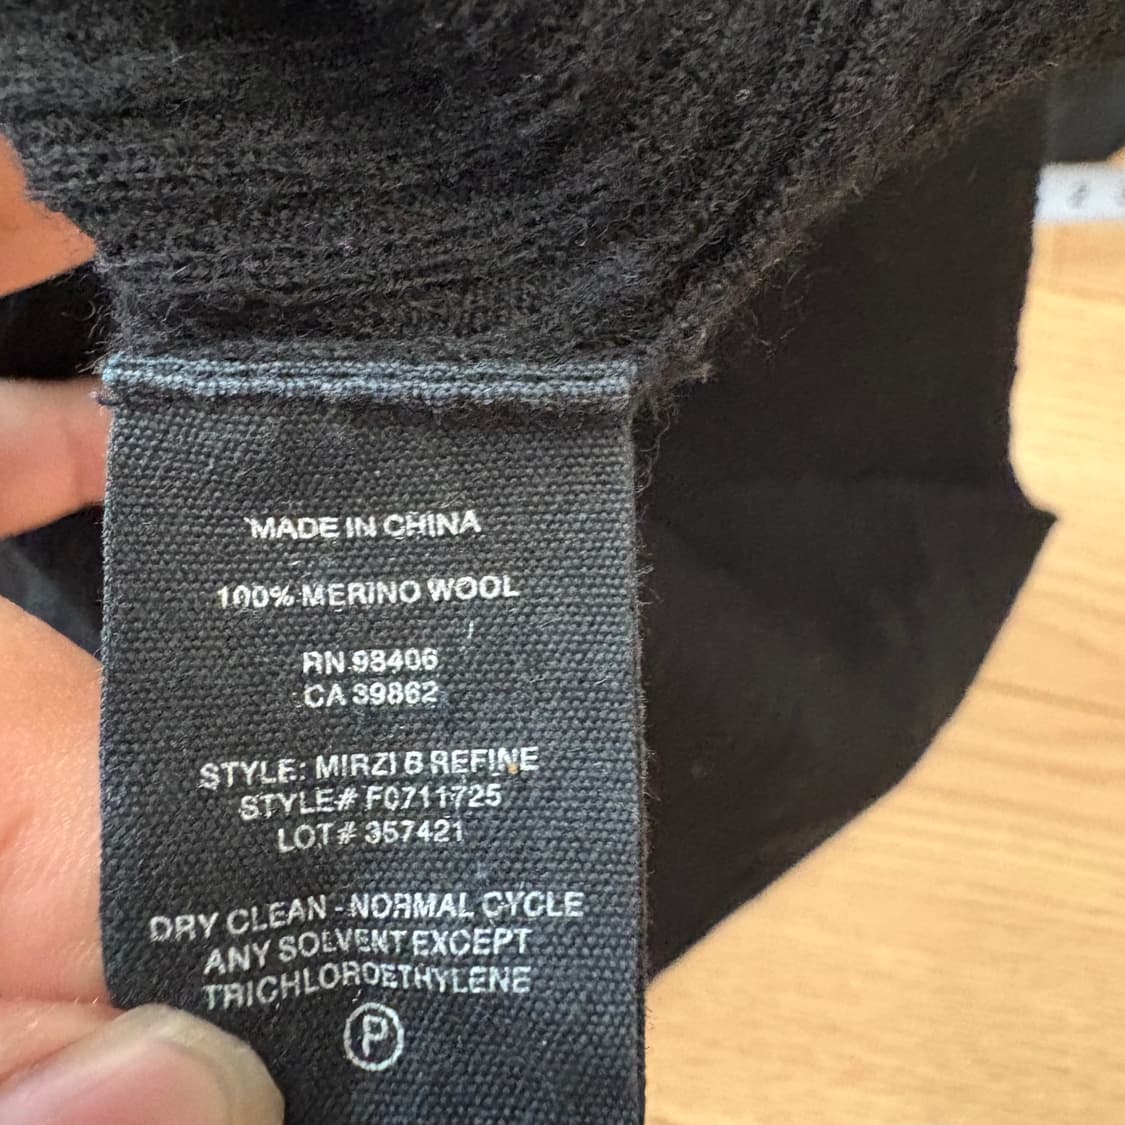 MADE IN CHINA
100% MERINO WOOL
RN 98406
CA 39862
STYLE: MIRZI B REFINE
STYLE# F0711725
LOT# 357421
DRY CLEAN - NORMAL CYCLE
ANY SOLVENT EXCEPT
TRICHLOROETHYLENE
P